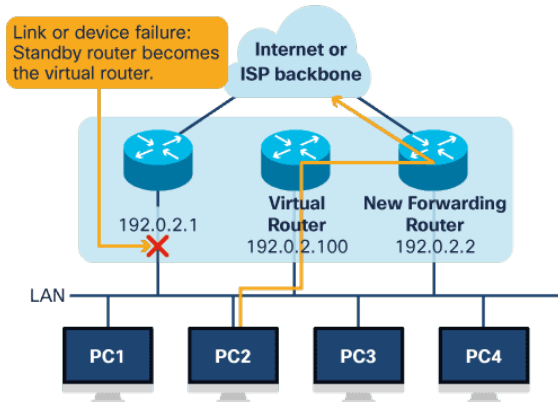 Link or device failure:
Standby router becomes
the virtual router.
Internet or
ISP backbone
192.0.2.1
Virtual
Router
192.0.2.100
New Forwarding
Router
192.0.2.2
LAN
PC1
PC2
PC3
PC4